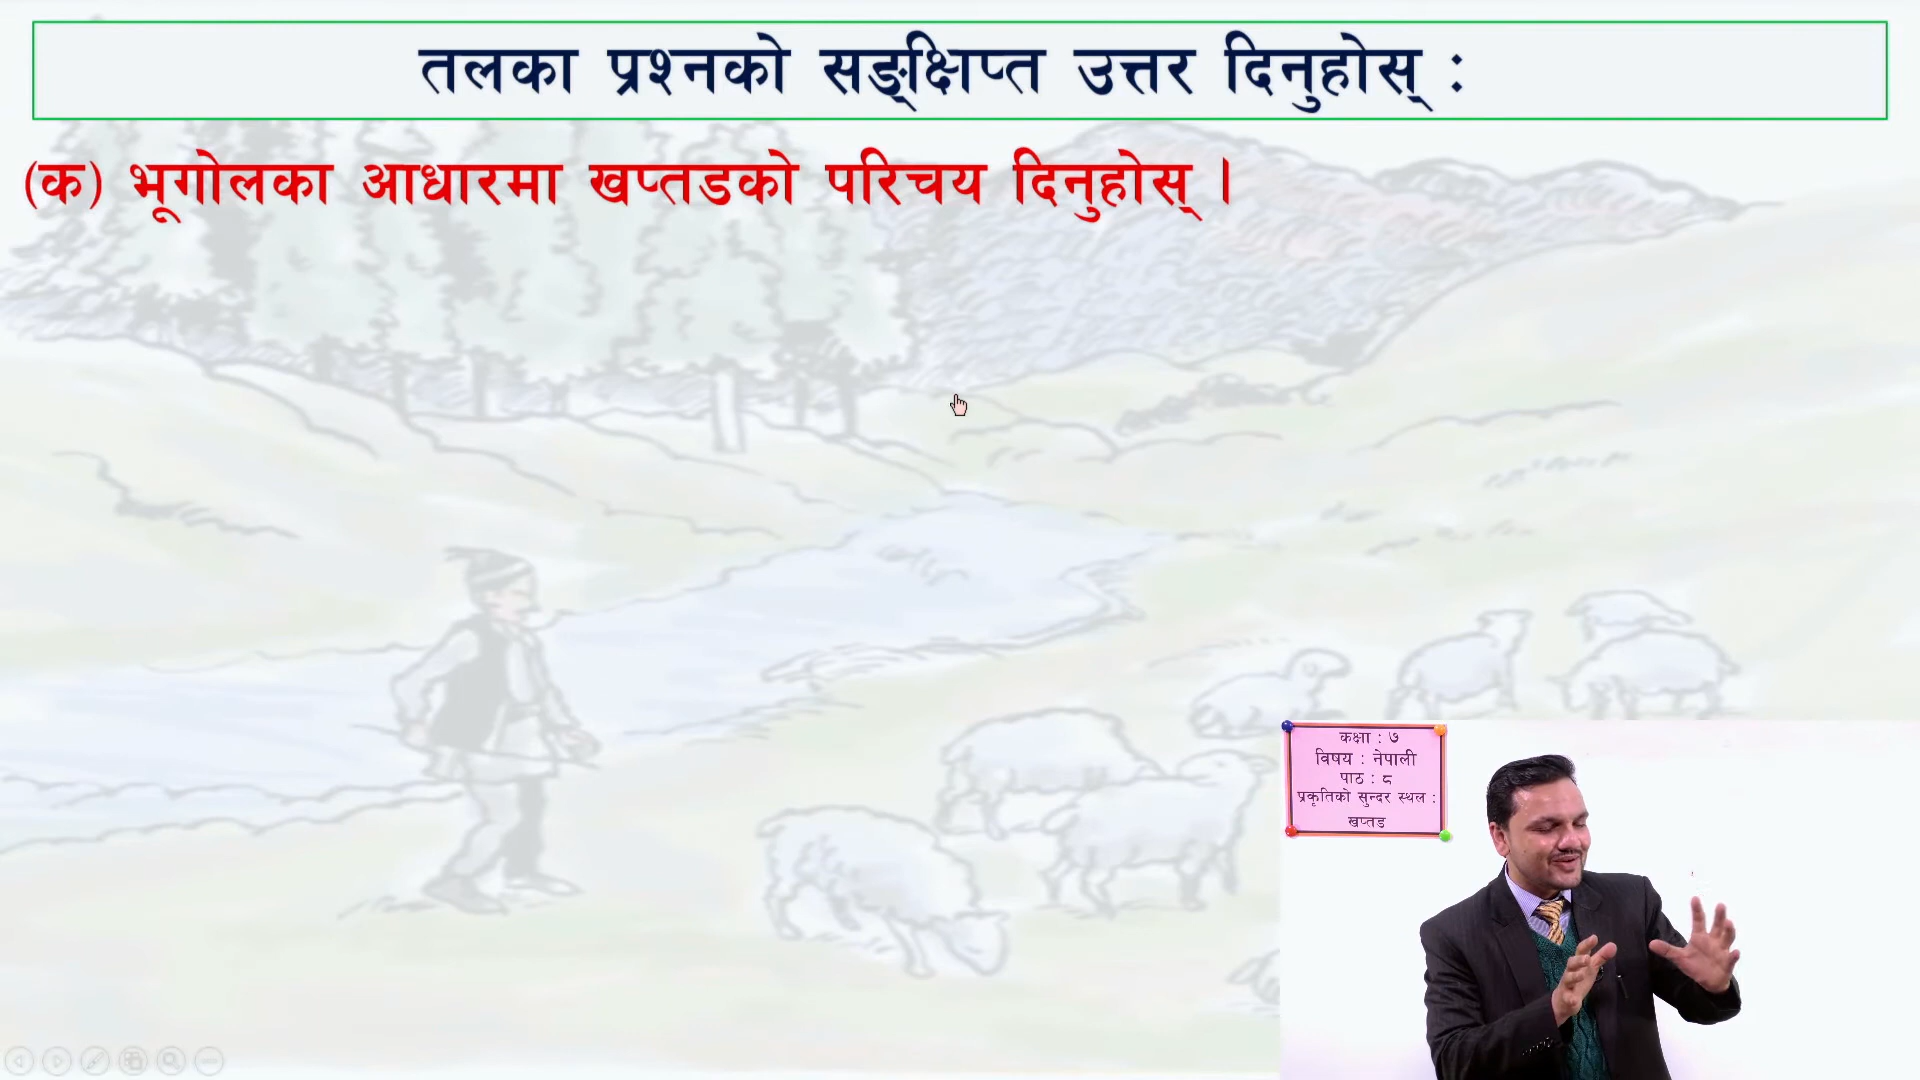 तलका प्रश्नको सङ्क्षिप्त उत्तर दिनुहोस् :
(क) भूगोलका आधारमा खप्तडको परिचय दिनुहोस् ।
कक्षा : ७
विषय : नेपाली
पाठ : ८
प्रकृतिको सुन्दर स्थल :
खप्तड